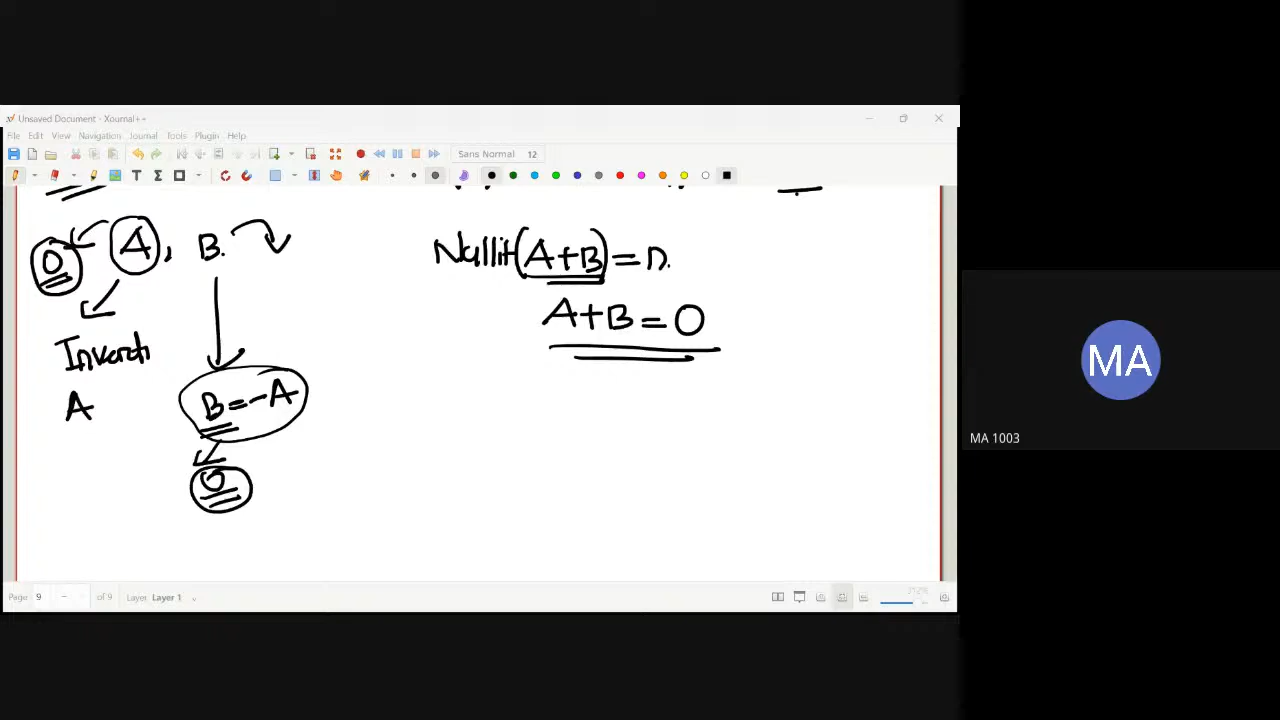 Unsaved Document - Xournal++
File Edit View Navigation Journal Tools Plugin Help
Sans Normal 12
0 A, B.
Nullit(A+B)=n.
A+B=0
A
B=-A
0
Page 9 of 9 Layer Layer 1
MA
MA 1003